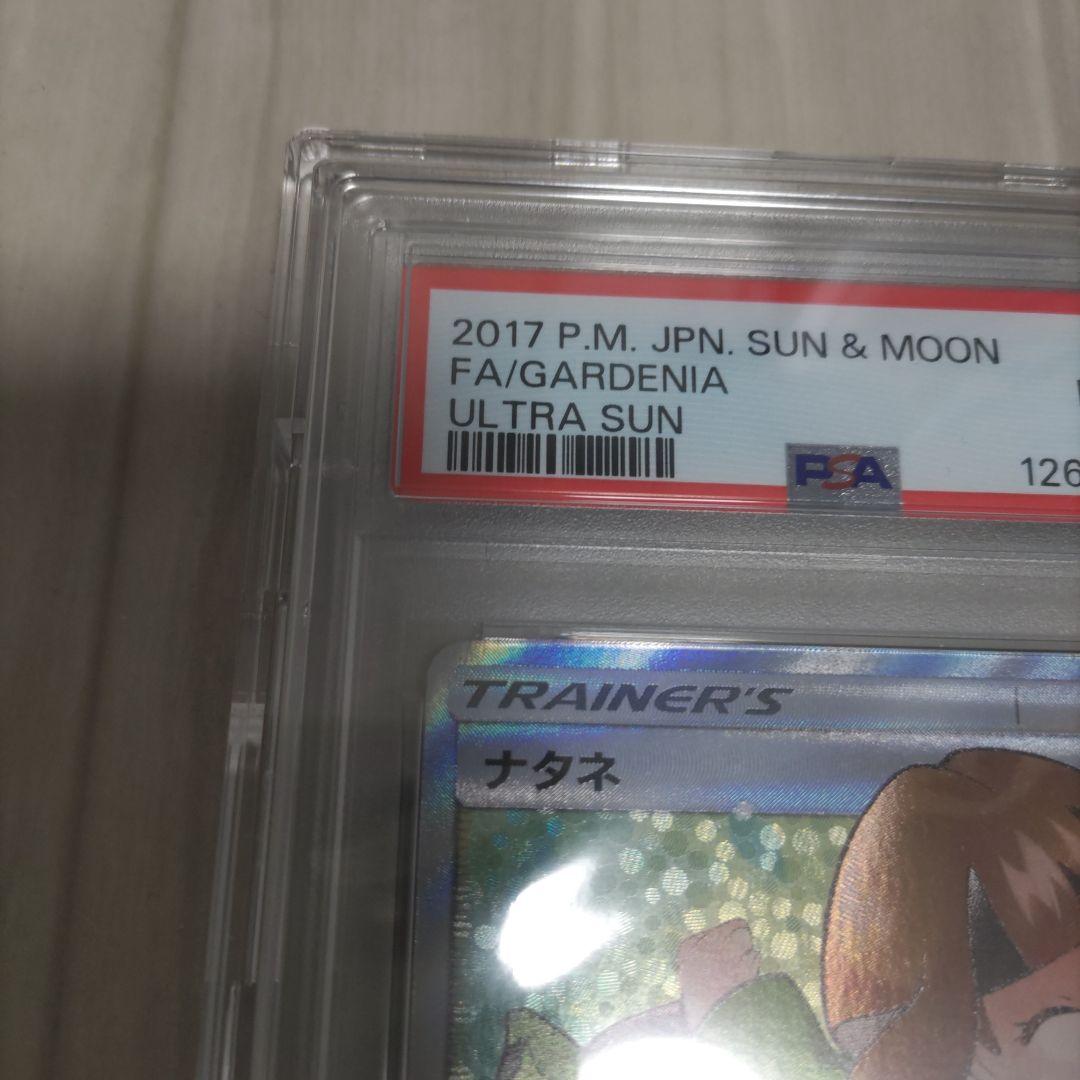 2017 P.M. JPN. SUN & MOON
FA/GARDENIA
ULTRA SUN
PSA
126
TRAINER'S
ナタネ